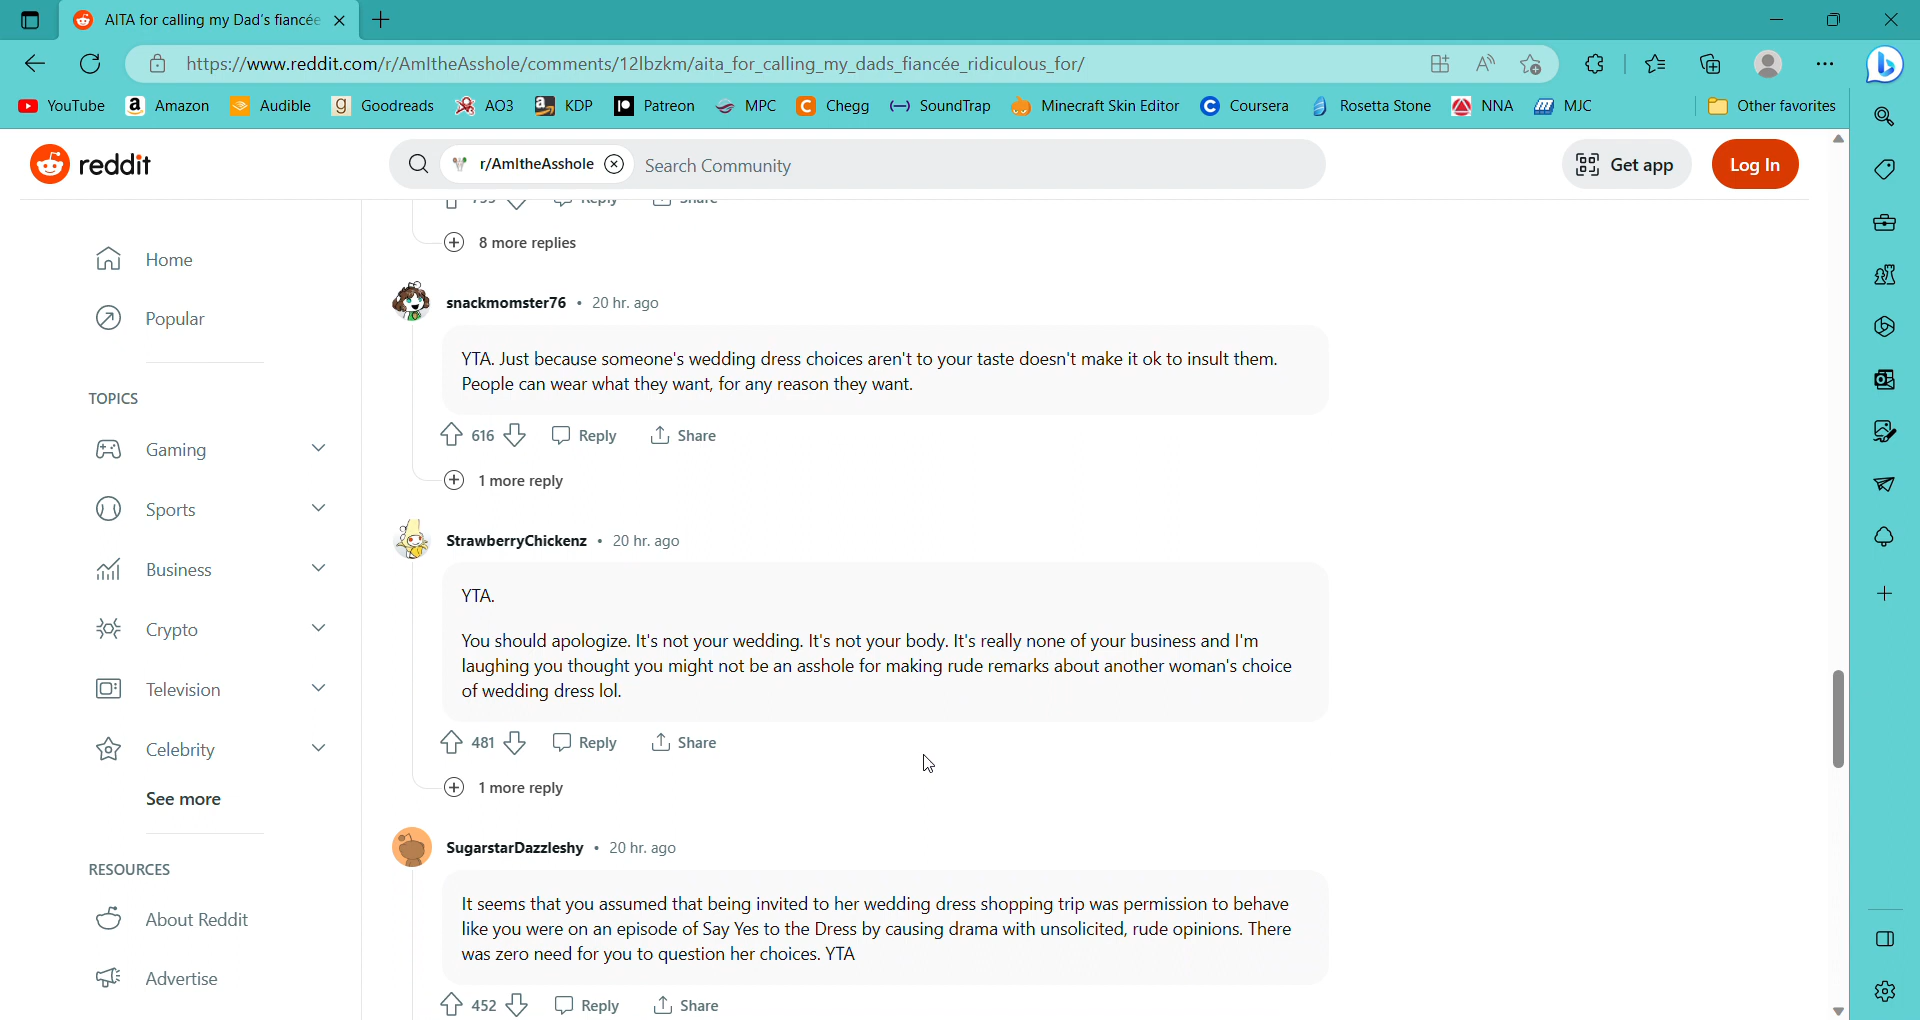 AITA for calling my Dad's fiancée
https://www.reddit.com/r/AmItheAsshole/comments/12lbzkm/aita_for_calling_my_dads_fiancée_ridiculous_for/
YouTube Amazon Audible Goodreads AO3 KDP Patreon MPC Chegg SoundTrap Minecraft Skin Editor Coursera Rosetta Stone NNA MJC Other favorites
reddit r/AmItheAsshole Search Community Get app Log In
Reply Share
8 more replies
Home
snackmomster76 • 20 hr. ago
Popular
YTA. Just because someone's wedding dress choices aren't to your taste doesn't make it ok to insult them.
People can wear what they want, for any reason they want.
TOPICS
616 Reply Share
Gaming
1 more reply
Sports
StrawberryChickenz • 20 hr. ago
Business
YTA.
Crypto
You should apologize. It's not your wedding. It's not your body. It's really none of your business and I'm
laughing you thought you might not be an asshole for making rude remarks about another woman's choice
of wedding dress lol.
Television
481 Reply Share
Celebrity
1 more reply
See more
SugarstarDazzleshy • 20 hr. ago
RESOURCES
It seems that you assumed that being invited to her wedding dress shopping trip was permission to behave
like you were on an episode of Say Yes to the Dress by causing drama with unsolicited, rude opinions. There
was zero need for you to question her choices. YTA
About Reddit
Advertise
452 Reply Share